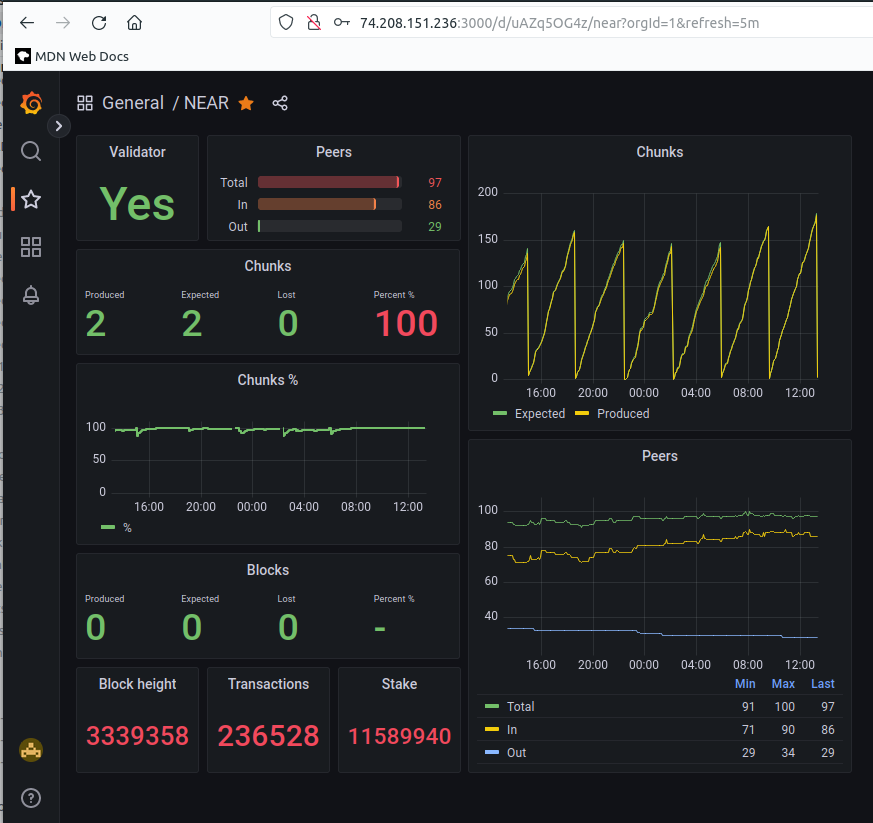 74.208.151.236:3000/d/uAZq5OG4z/near?orgId=1&refresh=5m
MDN Web Docs
General / NEAR
Validator
Yes
Peers
Total 97
In 86
Out 29
Chunks
Produced Expected Lost Percent %
2 2 0 100
Chunks %
100
50
0
16:00 20:00 00:00 04:00 08:00 12:00
%
Blocks
Produced Expected Lost Percent %
0 0 0 -
Block height
3339358
Transactions
236528
Stake
11589940
Chunks
200
150
100
50
0
16:00 20:00 00:00 04:00 08:00 12:00
Expected Produced
Peers
100
80
60
40
16:00 20:00 00:00 04:00 08:00 12:00
Min Max Last
Total 91 100 97
In 71 90 86
Out 29 34 29